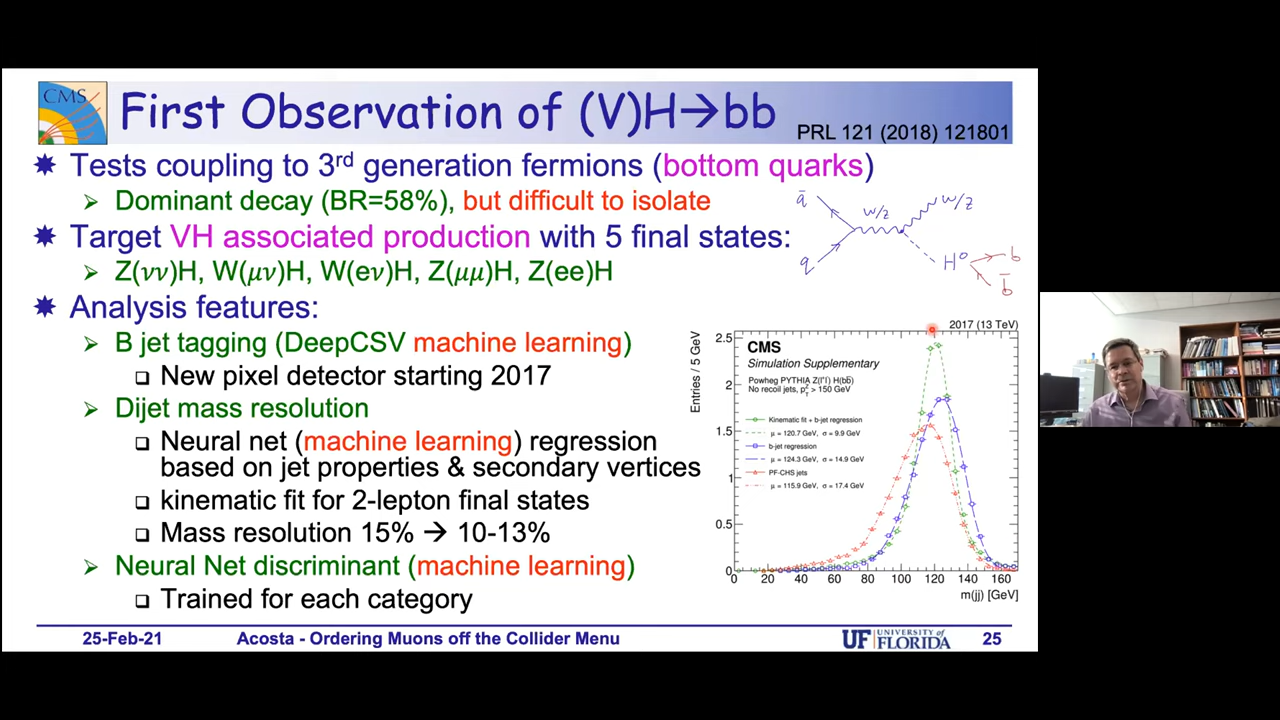 CMS
First Observation of (V)H→bb
PRL 121 (2018) 121801
✷ Tests coupling to 3rd generation fermions (bottom quarks)
➢ Dominant decay (BR=58%), but difficult to isolate
✷ Target VH associated production with 5 final states:
➢ Z(νν)H, W(μν)H, W(eν)H, Z(μμ)H, Z(ee)H
✷ Analysis features:
➢ B jet tagging (DeepCSV machine learning)
❑ New pixel detector starting 2017
➢ Dijet mass resolution
❑ Neural net (machine learning) regression
based on jet properties & secondary vertices
❑ kinematic fit for 2-lepton final states
❑ Mass resolution 15% → 10-13%
➢ Neural Net discriminant (machine learning)
❑ Trained for each category
q̄
w/z
w/z
q
H⁰
b
b̄
2017 (13 TeV)
Entries / 5 GeV
CMS
Simulation Supplementary
Powheg PYTHIA Z(l⁺l⁻) H(bb̄)
No recoil jets, p_T^Z > 150 GeV
Kinematic fit + b-jet regression
μ = 120.7 GeV, σ = 9.9 GeV
b-jet regression
μ = 124.3 GeV, σ = 14.9 GeV
PF-CHS jets
μ = 115.9 GeV, σ = 17.4 GeV
2.5
2
1.5
1
0.5
0
0 20 40 60 80 100 120 140 160
m(jj) [GeV]
25-Feb-21
Acosta - Ordering Muons off the Collider Menu
UF UNIVERSITY of FLORIDA
25